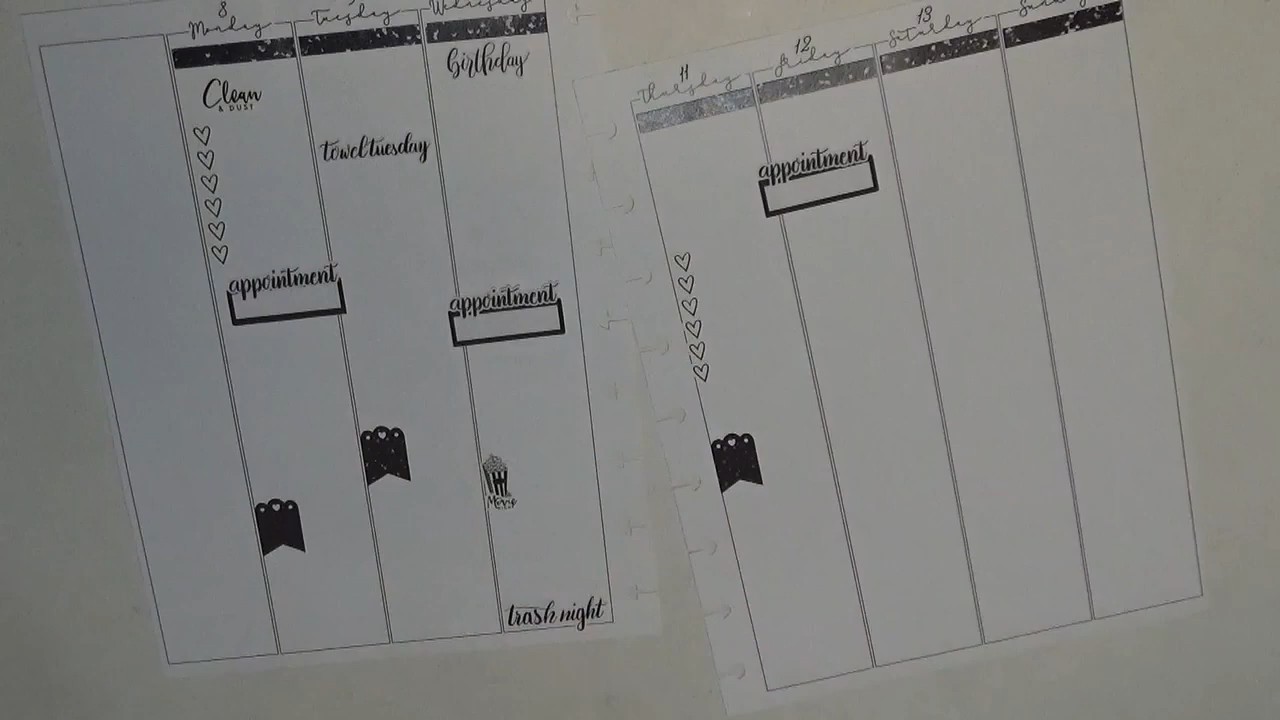 8
Monday
Tuesday
Wednesday
Clean
& DUST
towel tuesday
birthday
appointment
appointment
Movie
trash night
11
Thursday
12
Friday
13
Saturday
appointment